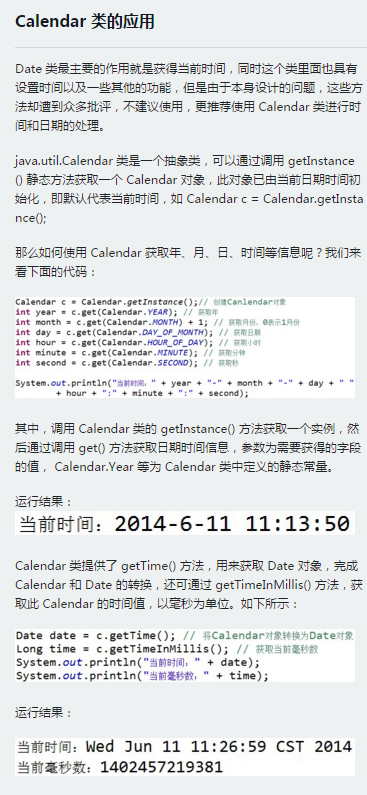 Calendar 类的应用
Date 类最主要的作用就是获得当前时间，同时这个类里面也具有
设置时间以及一些其他的功能，但是由于本身设计的问题，这些方
法却遭到众多批评，不建议使用，更推荐使用 Calendar 类进行时
间和日期的处理。
java.util.Calendar 类是一个抽象类，可以通过调用 getInstance
() 静态方法获取一个 Calendar 对象，此对象已由当前日期时间初
始化，即默认代表当前时间，如 Calendar c = Calendar.getInsta
nce();
那么如何使用 Calendar 获取年、月、日、时间等信息呢？我们来
看下面的代码：
Calendar c = Calendar.getInstance();// 创建Canlendar对象
int year = c.get(Calendar.YEAR); // 获取年
int month = c.get(Calendar.MONTH) + 1; // 获取月份，0表示1月份
int day = c.get(Calendar.DAY_OF_MONTH); // 获取日期
int hour = c.get(Calendar.HOUR_OF_DAY); // 获取小时
int minute = c.get(Calendar.MINUTE); // 获取分钟
int second = c.get(Calendar.SECOND); // 获取秒
System.out.println("当前时间：" + year + "-" + month + "-" + day + " "
+ hour + ":" + minute + ":" + second);
其中，调用 Calendar 类的 getInstance() 方法获取一个实例，然
后通过调用 get() 方法获取日期时间信息，参数为需要获得的字段
的值， Calendar.Year 等为 Calendar 类中定义的静态常量。
运行结果：
当前时间：2014-6-11 11:13:50
Calendar 类提供了 getTime() 方法，用来获取 Date 对象，完成
Calendar 和 Date 的转换，还可通过 getTimeInMillis() 方法，获
取此 Calendar 的时间值，以毫秒为单位。如下所示：
Date date = c.getTime(); // 将Calendar对象转换为Date对象
Long time = c.getTimeInMillis(); // 获取当前毫秒数
System.out.println("当前时间：" + date);
System.out.println("当前毫秒数：" + time);
运行结果：
当前时间：Wed Jun 11 11:26:59 CST 2014
当前毫秒数：1402457219381